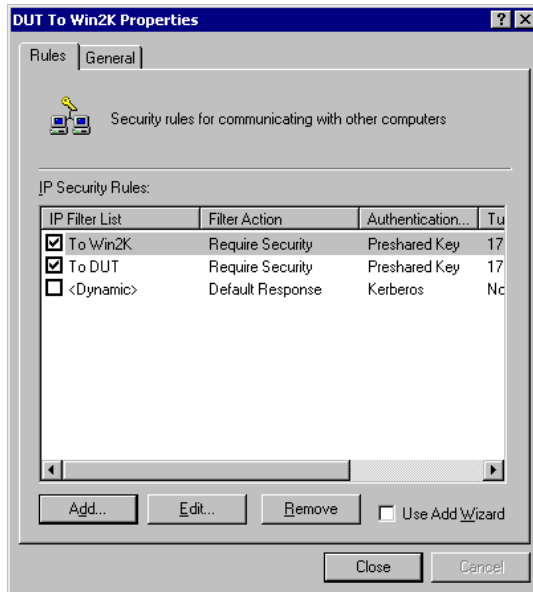 DUT To Win2K Properties
Rules General
Security rules for communicating with other computers
IP Security Rules:
IP Filter List Filter Action Authentication... Tu
To Win2K Require Security Preshared Key 17
To DUT Require Security Preshared Key 17
<Dynamic> Default Response Kerberos Nc
Add... Edit... Remove Use Add Wizard
Close Cancel